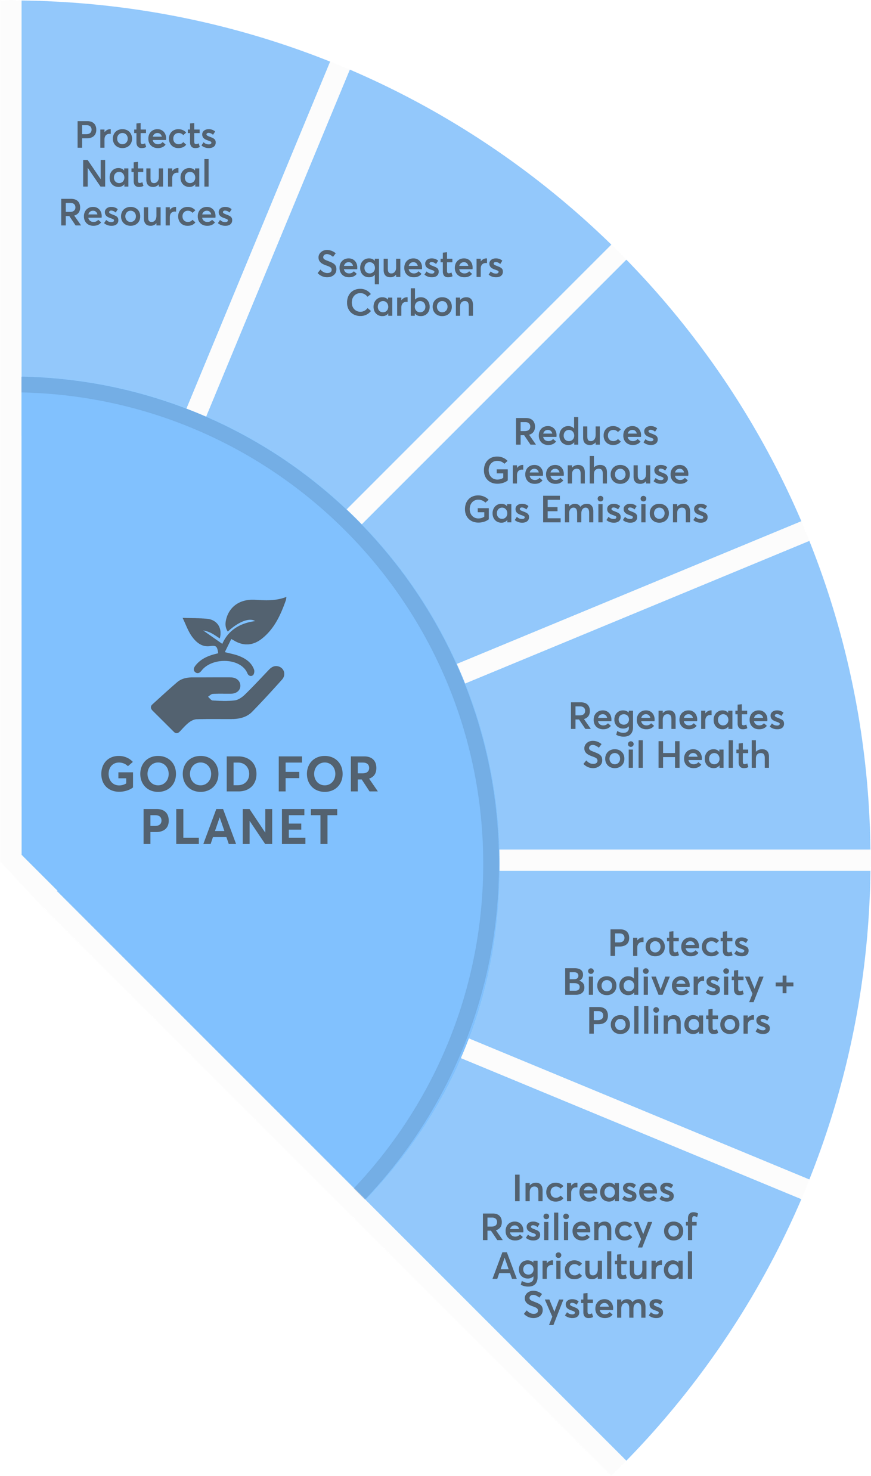 Protects
Natural
Resources
Sequesters
Carbon
Reduces
Greenhouse
Gas Emissions
Regenerates
Soil Health
GOOD FOR
PLANET
Protects
Biodiversity +
Pollinators
Increases
Resiliency of
Agricultural
Systems